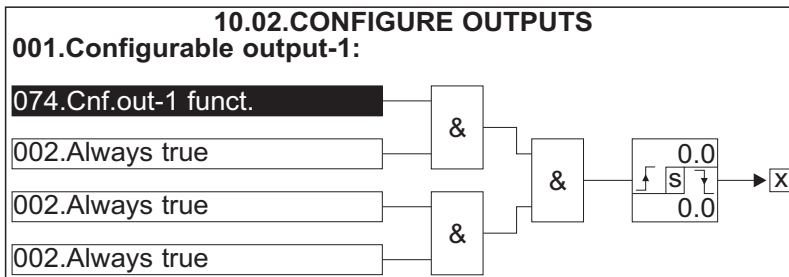 10.02.CONFIGURE OUTPUTS
001.Configurable output-1:
074.Cnf.out-1 funct.
&
002.Always true
0.0
&
S
X
002.Always true
0.0
&
002.Always true